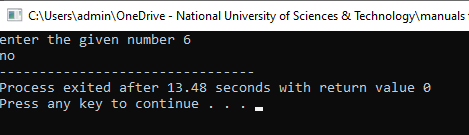 C:\Users\admin\OneDrive - National University of Sciences & Technology\manuals
enter the given number 6
no
--------------------------------
Process exited after 13.48 seconds with return value 0
Press any key to continue . . .